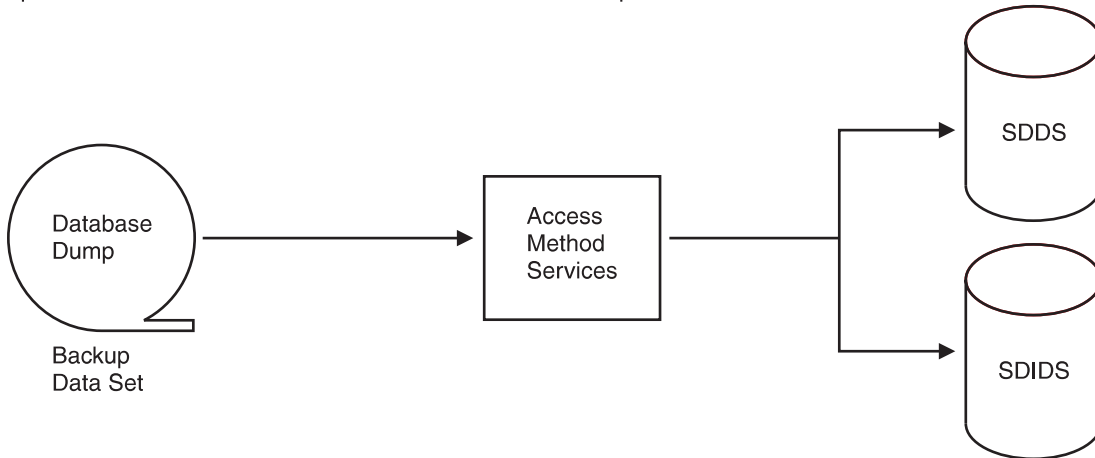 Database
Dump
Backup
Data Set
Access
Method
Services
SDDS
SDIDS